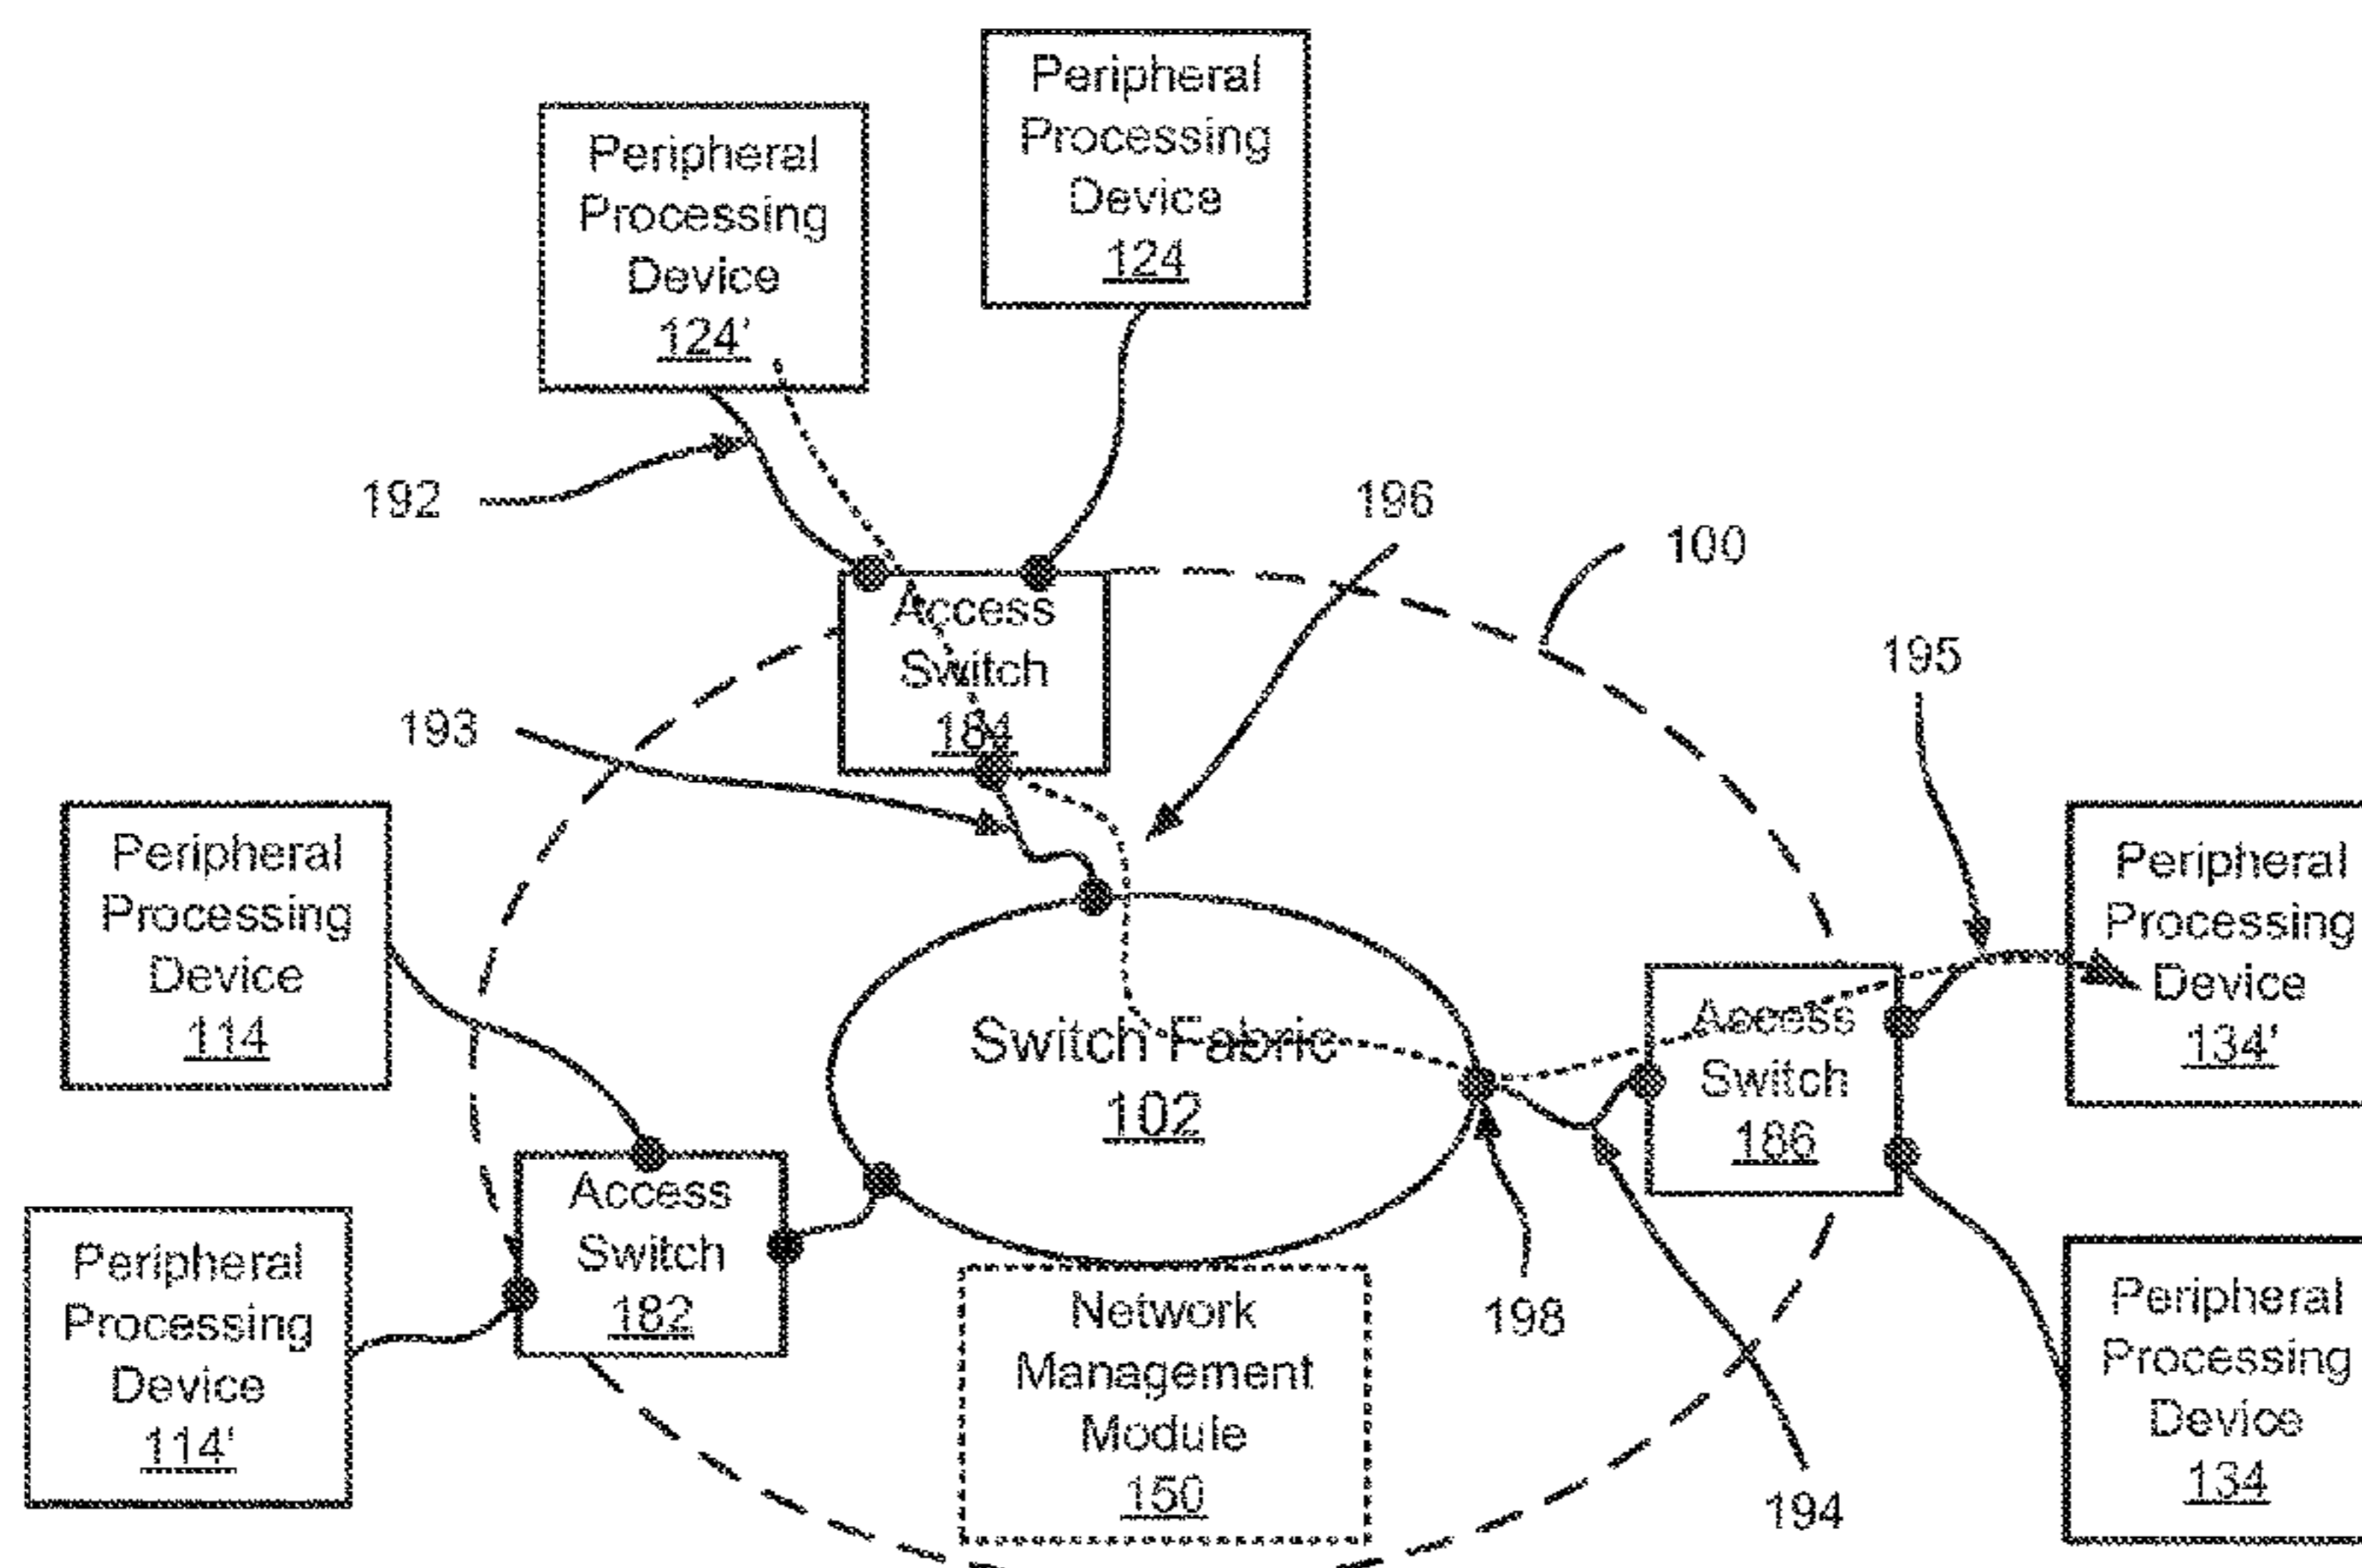 Peripheral
Processing
Device
124
Peripheral
Processing
Device
124'
192
196
100
195
Access
Switch
184
193
Peripheral
Processing
Device
114
Peripheral
Processing
Device
134'
Switch Fabric
102
Access
Switch
186
Access
Switch
182
Peripheral
Processing
Device
114'
Network
Management
Module
150
198
194
Peripheral
Processing
Device
134